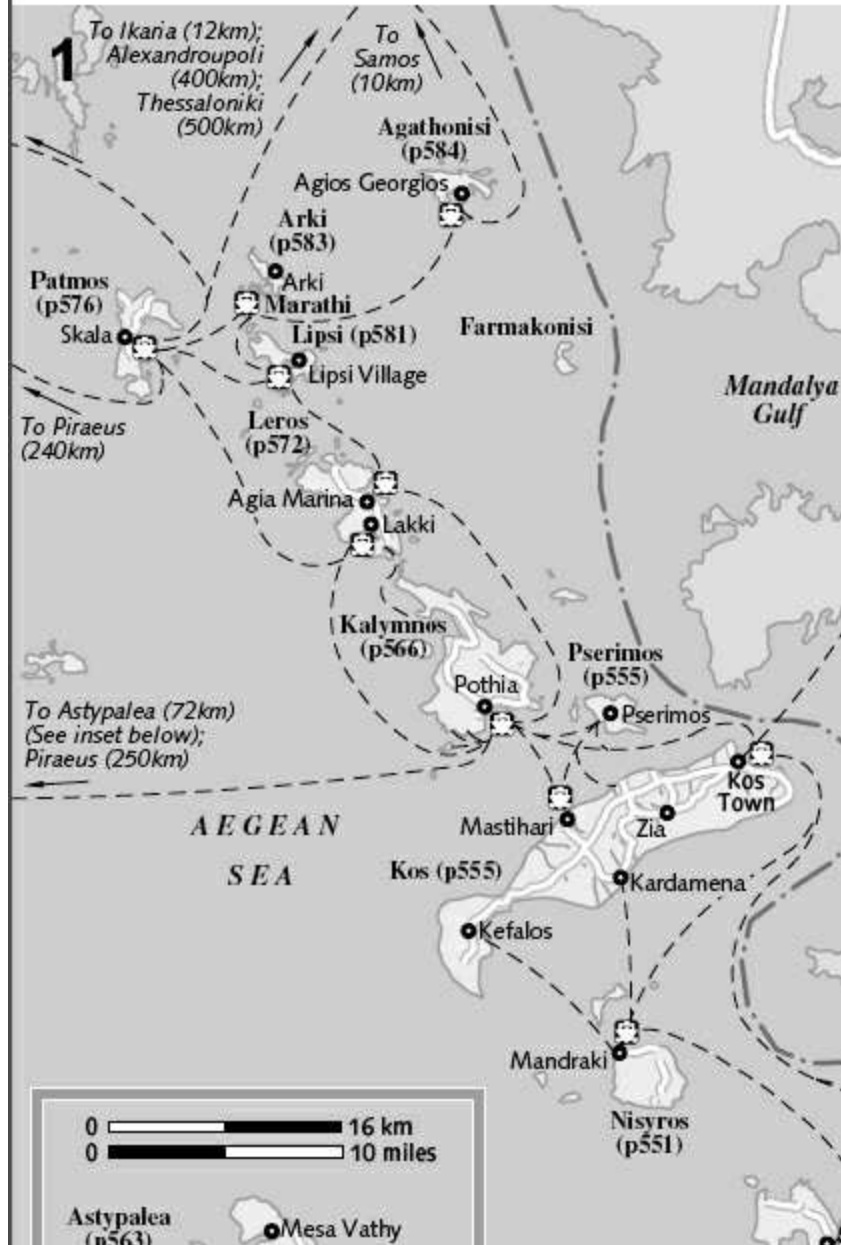 1
To Ikaria (12km);
Alexandroupoli
(400km);
Thessaloniki
(500km)
To
Samos
(10km)
Agathonisi
(p584)
Agios Georgios
Arki
(p583)
Arki
Patmos
(p576)
Marathi
Skala
Lipsi (p581)
Farmakonisi
Lipsi Village
Mandalya
Gulf
To Piraeus
(240km)
Leros
(p572)
Agia Marina
Lakki
Kalymnos
(p566)
Pserimos
(p555)
Pothia
Pserimos
To Astypalea (72km)
(See inset below);
Piraeus (250km)
Kos
Town
AEGEAN
SEA
Mastihari
Zia
Kos (p555)
Kardamena
Kefalos
Mandraki
Nisyros
(p551)
0 16 km
0 10 miles
Astypalea
(p563)
Mesa Vathy